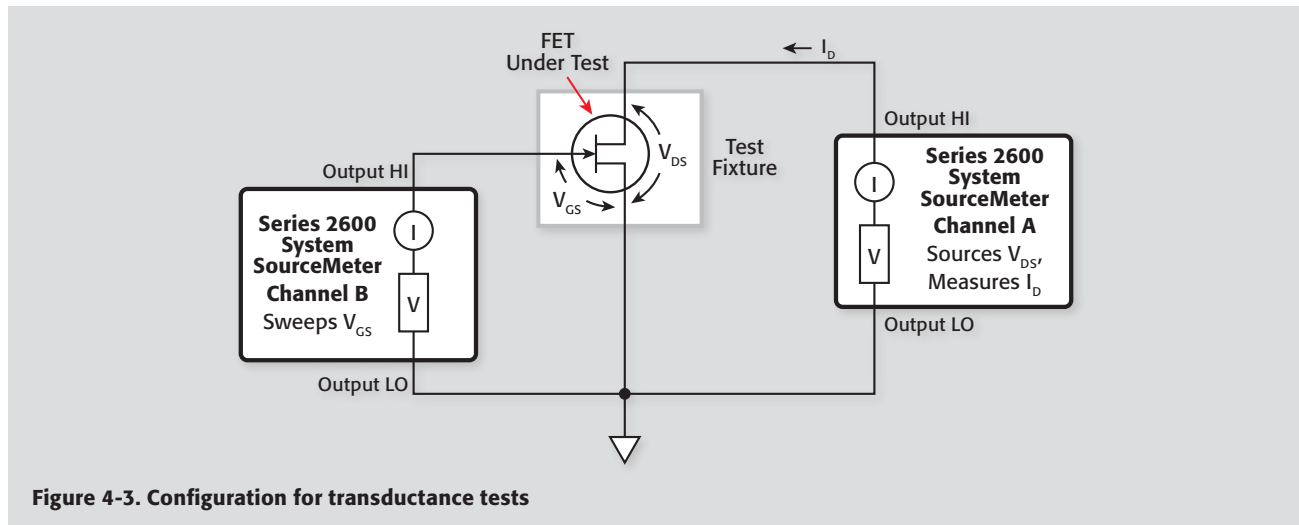 FET
Under Test
← I_D
Output HI
V_DS
Test
Fixture
V_GS
Output HI
Series 2600
System
SourceMeter
Channel B
Sweeps V_GS
I
V
Output LO
I
V
Series 2600
System
SourceMeter
Channel A
Sources V_DS,
Measures I_D
Output LO
Figure 4-3. Configuration for transductance tests